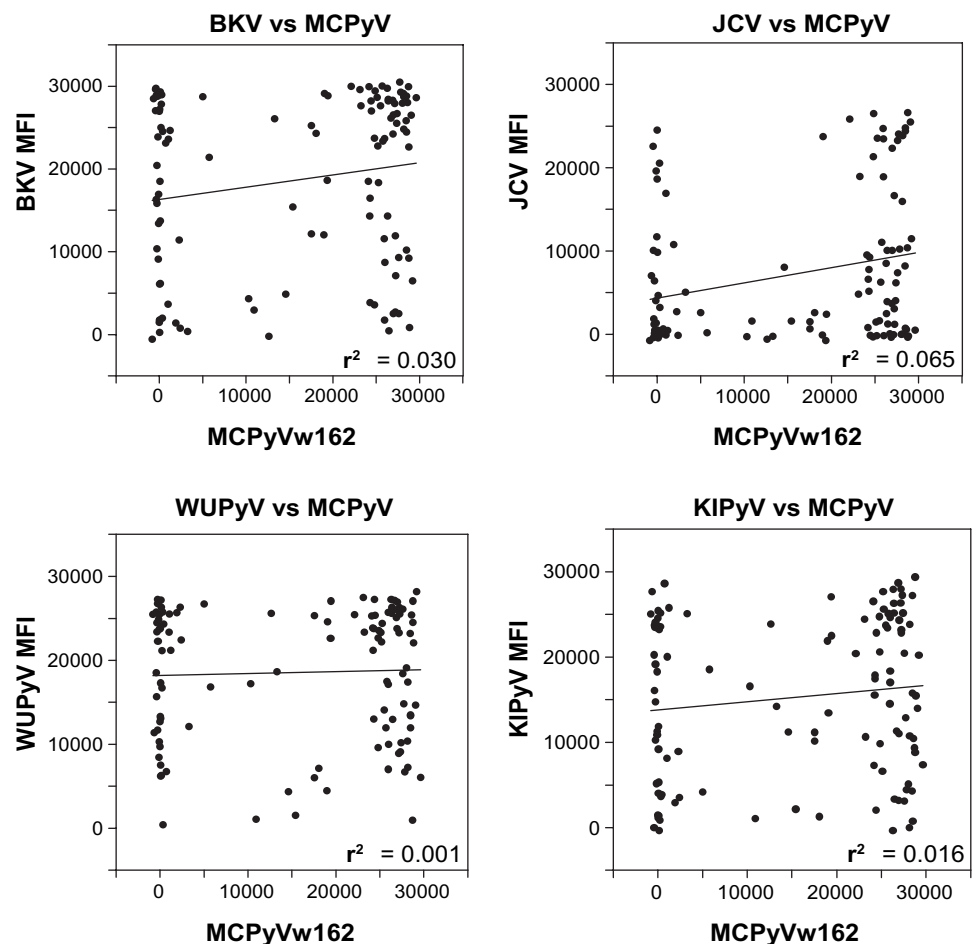 BKV vs MCPyV
BKV MFI
30000
20000
10000
0
r² = 0.030
0 10000 20000 30000
MCPyVw162
JCV vs MCPyV
JCV MFI
30000
20000
10000
0
r² = 0.065
0 10000 20000 30000
MCPyVw162
WUPyV vs MCPyV
WUPyV MFI
30000
20000
10000
0
r² = 0.001
0 10000 20000 30000
MCPyVw162
KIPyV vs MCPyV
KIPyV MFI
30000
20000
10000
0
r² = 0.016
0 10000 20000 30000
MCPyVw162